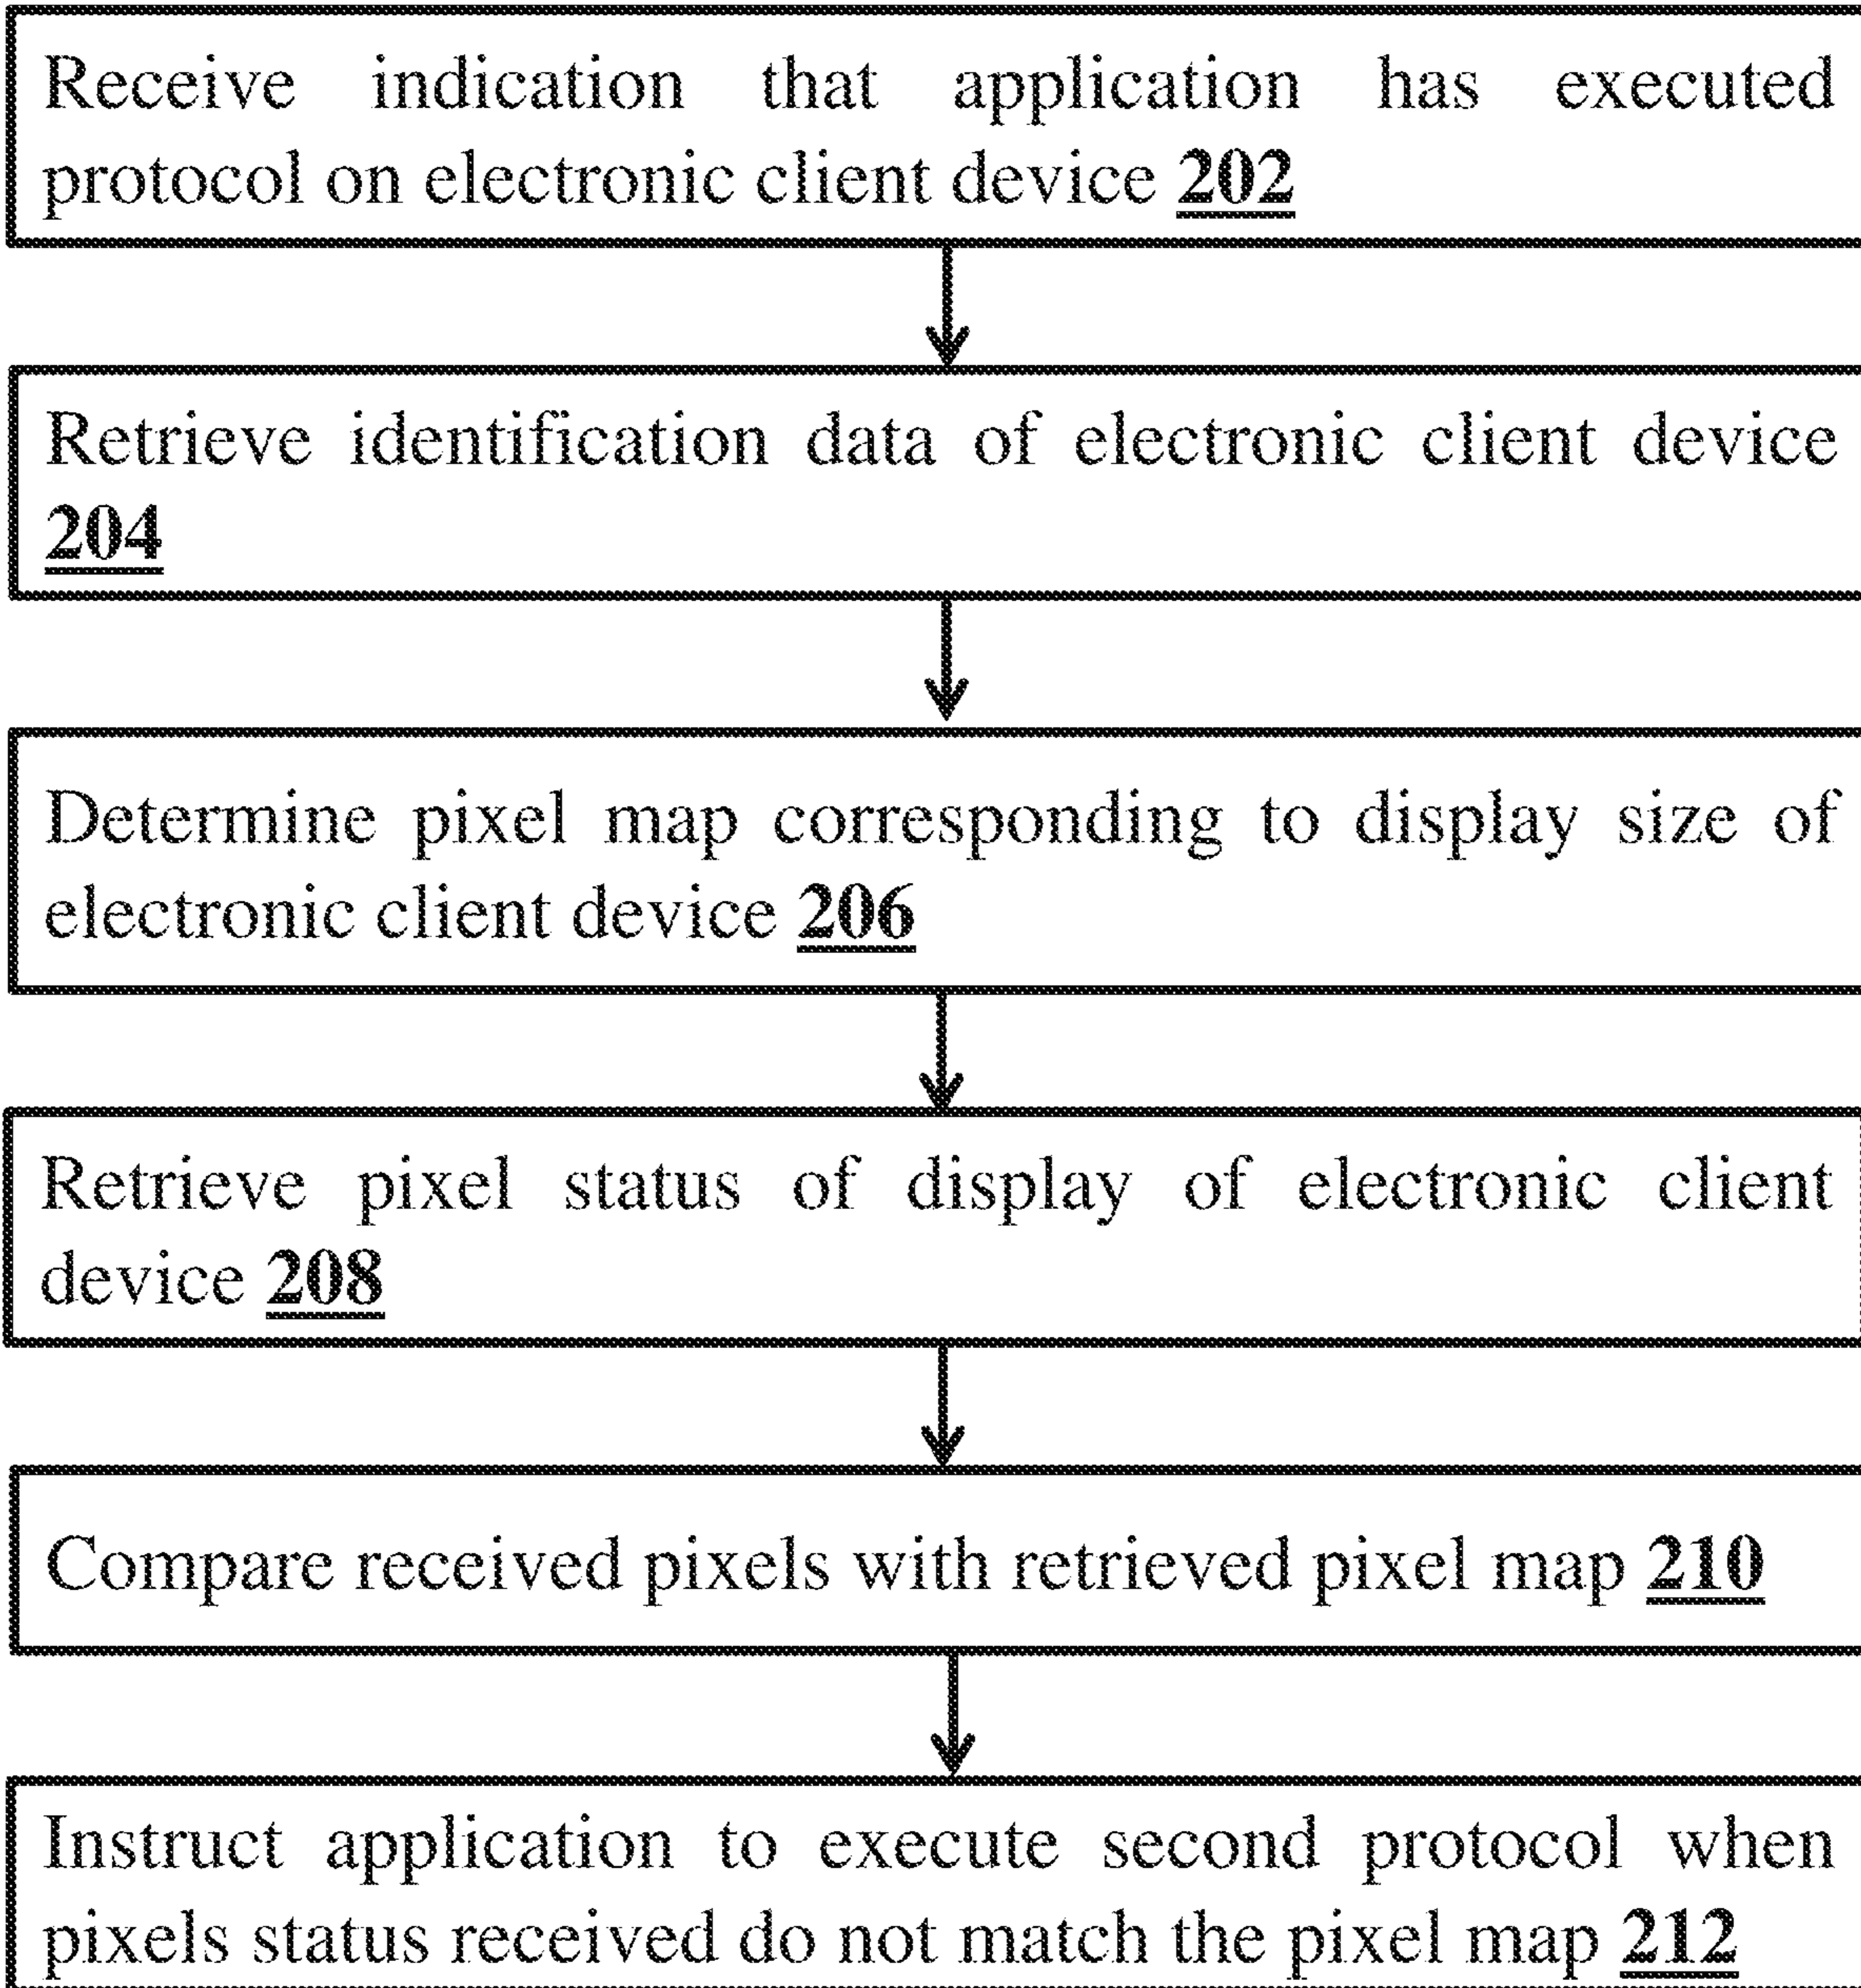 Receive indication that application has executed
protocol on electronic client device 202
Retrieve identification data of electronic client device
204
Determine pixel map corresponding to display size of
electronic client device 206
Retrieve pixel status of display of electronic client
device 208
Compare received pixels with retrieved pixel map 210
Instruct application to execute second protocol when
pixels status received do not match the pixel map 212